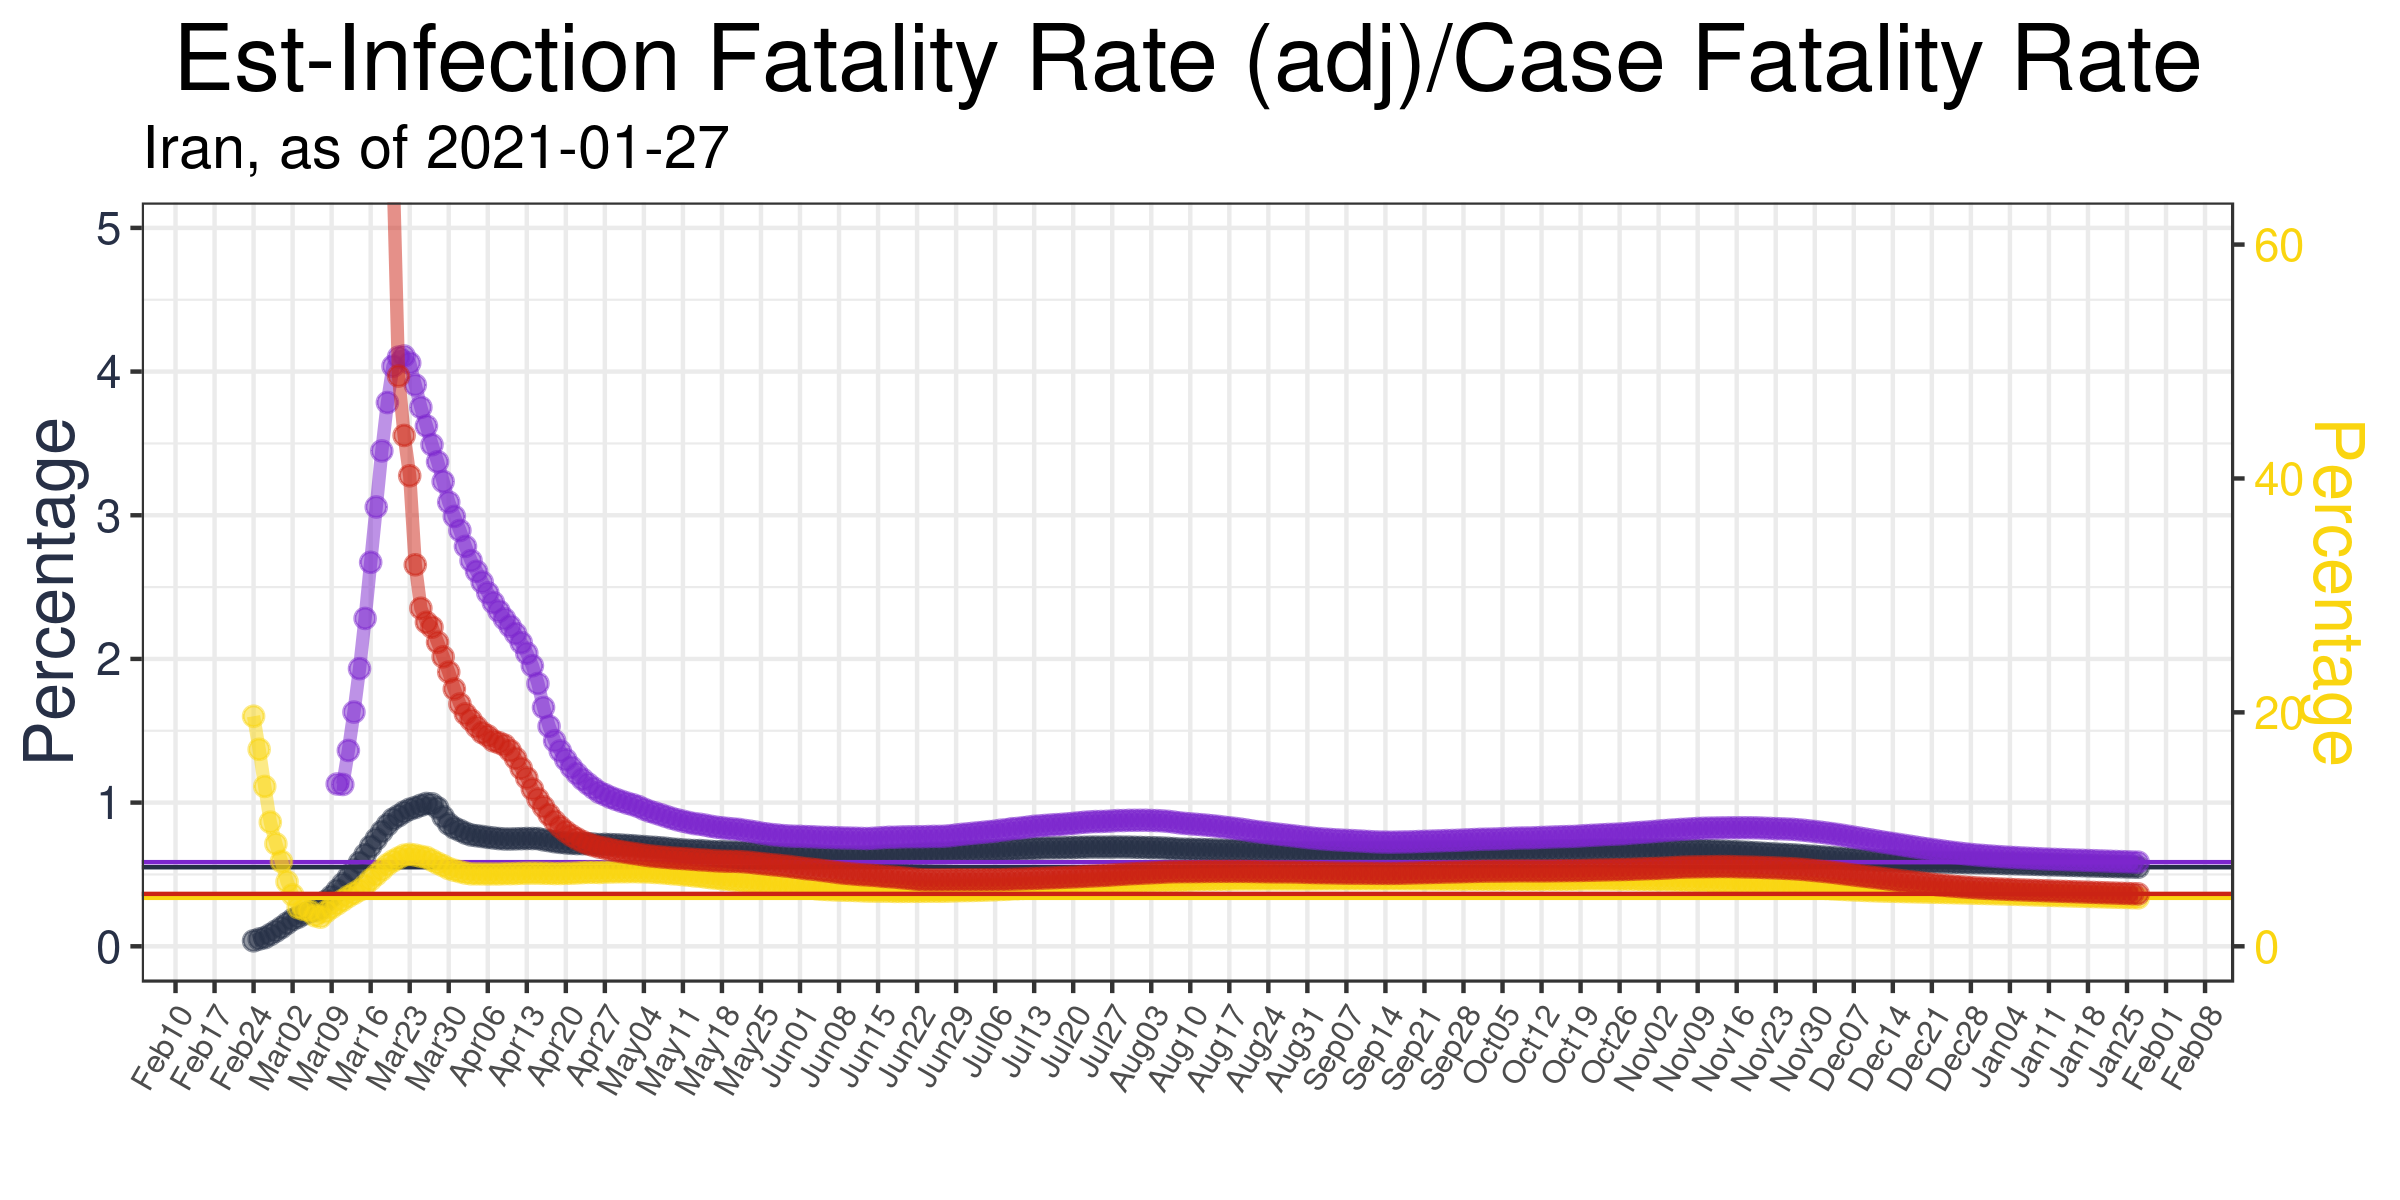 Est-Infection Fatality Rate (adj)/Case Fatality Rate
Iran, as of 2021-01-27
Percentage
5
4
3
2
1
0
60
40
20
0
Percentage
Feb10
Feb17
Feb24
Mar02
Mar09
Mar16
Mar23
Mar30
Apr06
Apr13
Apr20
Apr27
May04
May11
May18
May25
Jun01
Jun08
Jun15
Jun22
Jun29
Jul06
Jul13
Jul20
Jul27
Aug03
Aug10
Aug17
Aug24
Aug31
Sep07
Sep14
Sep21
Sep28
Oct05
Oct12
Oct19
Oct26
Nov02
Nov09
Nov16
Nov23
Nov30
Dec07
Dec14
Dec21
Dec28
Jan04
Jan11
Jan18
Jan25
Feb01
Feb08